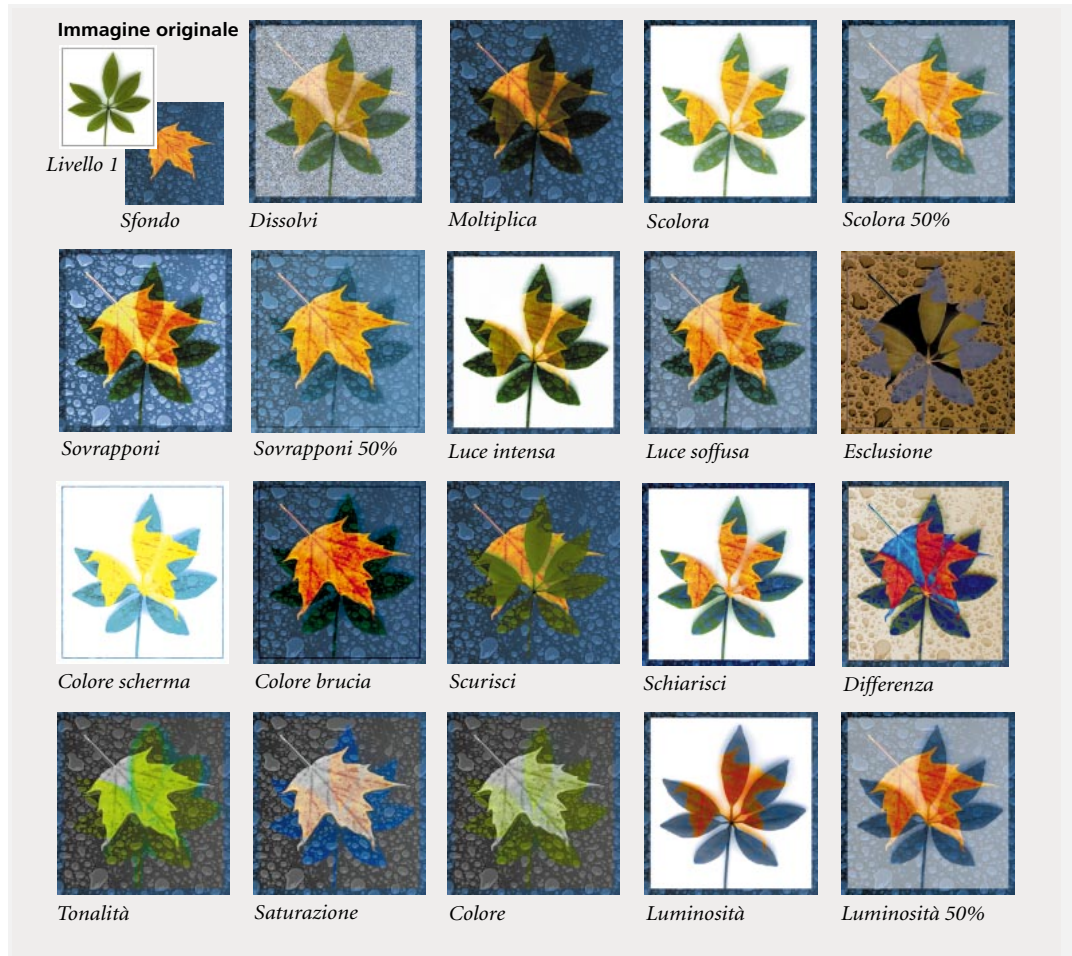 Immagine originale
Livello 1
Sfondo
Dissolvi
Moltiplica
Scolora
Scolora 50%
Sovrapponi
Sovrapponi 50%
Luce intensa
Luce soffusa
Esclusione
Colore scherma
Colore brucia
Scurisci
Schiarisci
Differenza
Tonalità
Saturazione
Colore
Luminosità
Luminosità 50%